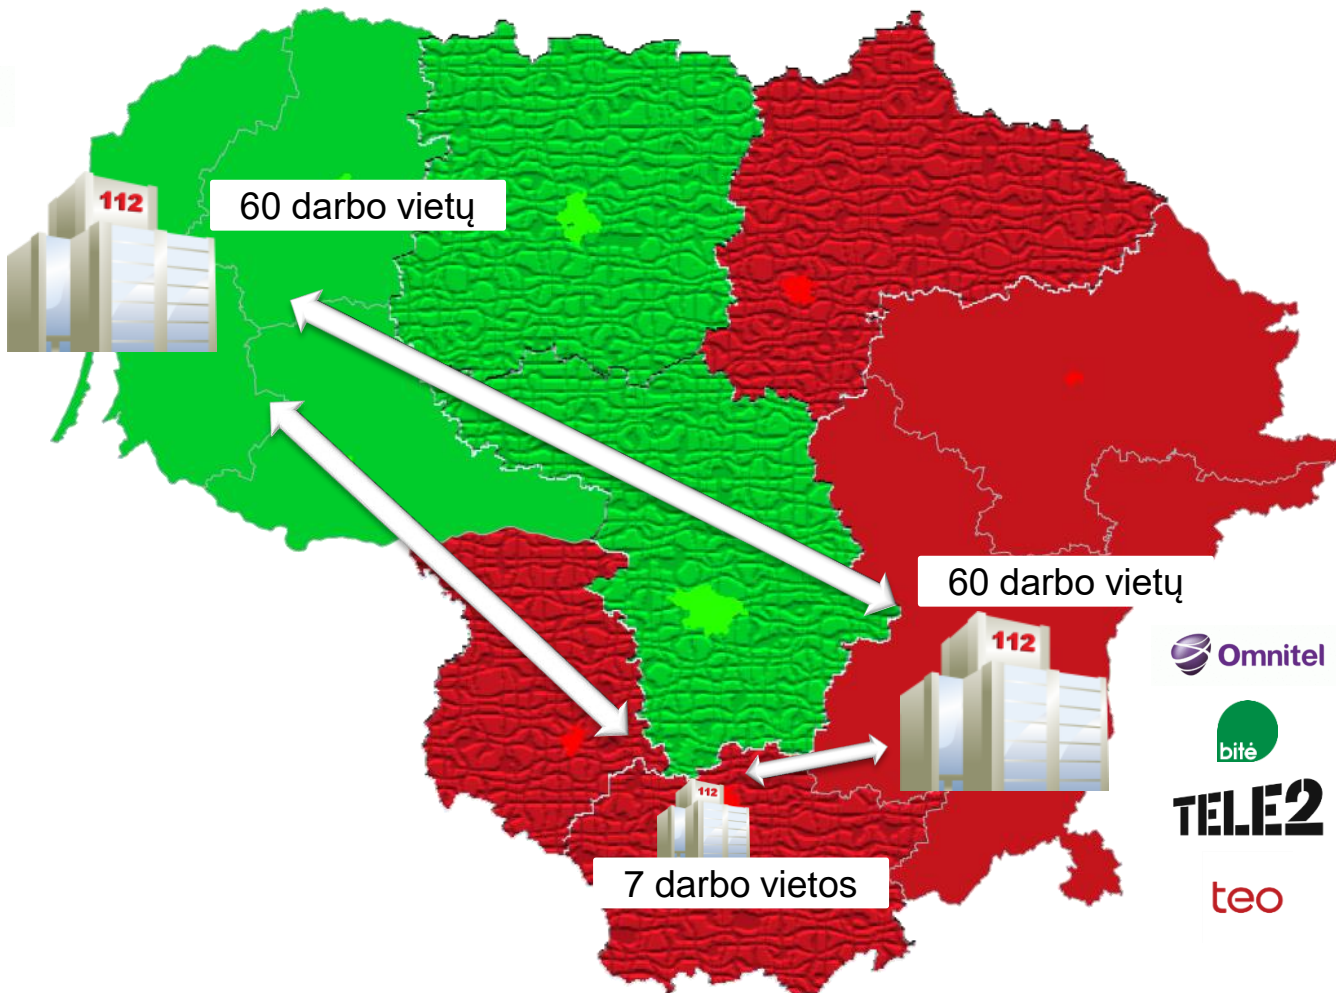 112
60 darbo vietų
60 darbo vietų
112
Omnitel
bitė
112
TELE2
7 darbo vietos
teo